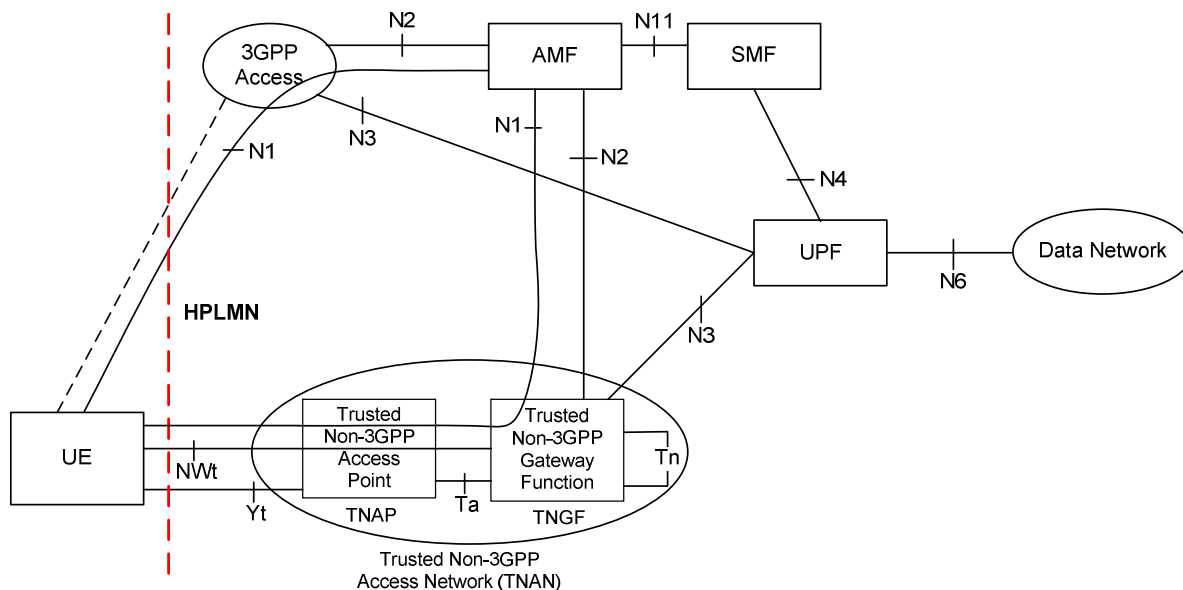 N2
N11
3GPP
Access
AMF
SMF
N1
N3
N1
N2
N4
UPF
Data Network
N6
HPLMN
N3
UE
Trusted
Non-3GPP
Access
Point
Trusted
Non-3GPP
Gateway
Function
Tn
NWt
Yt
Ta
TNAP
TNGF
Trusted Non-3GPP
Access Network (TNAN)